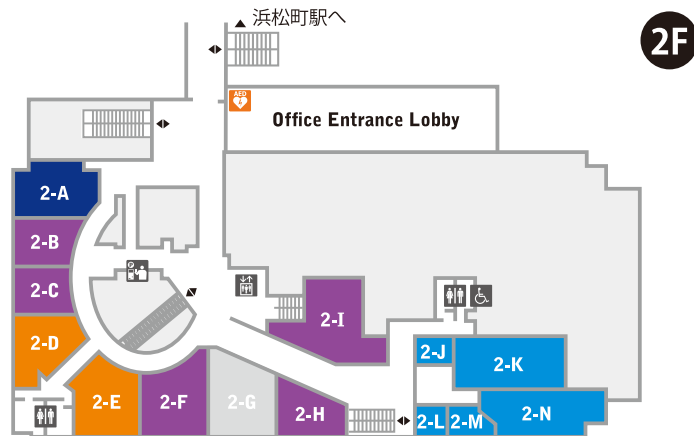 浜松町駅へ
2F
AED
Office Entrance Lobby
2-A
2-B
2-C
2-D
2-E
2-F
2-G
2-H
2-I
2-J
2-K
2-L
2-M
2-N